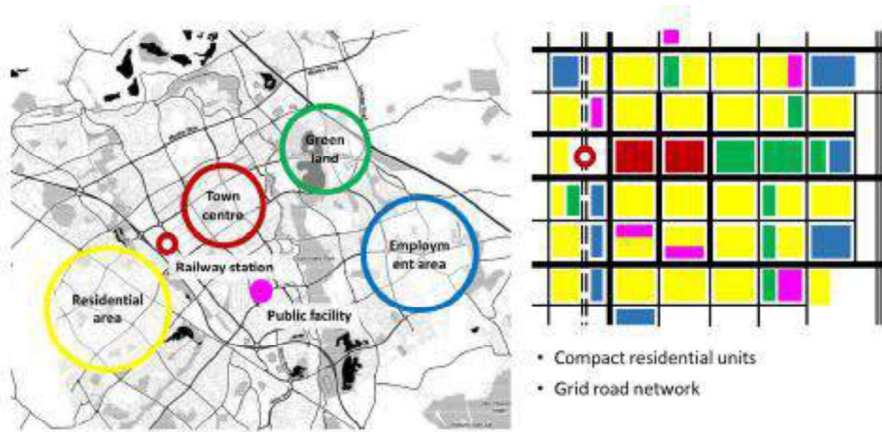 Green
land
Town
centre
Employm
ent area
Railway station
Residential
area
Public facility
• Compact residential units
• Grid road network